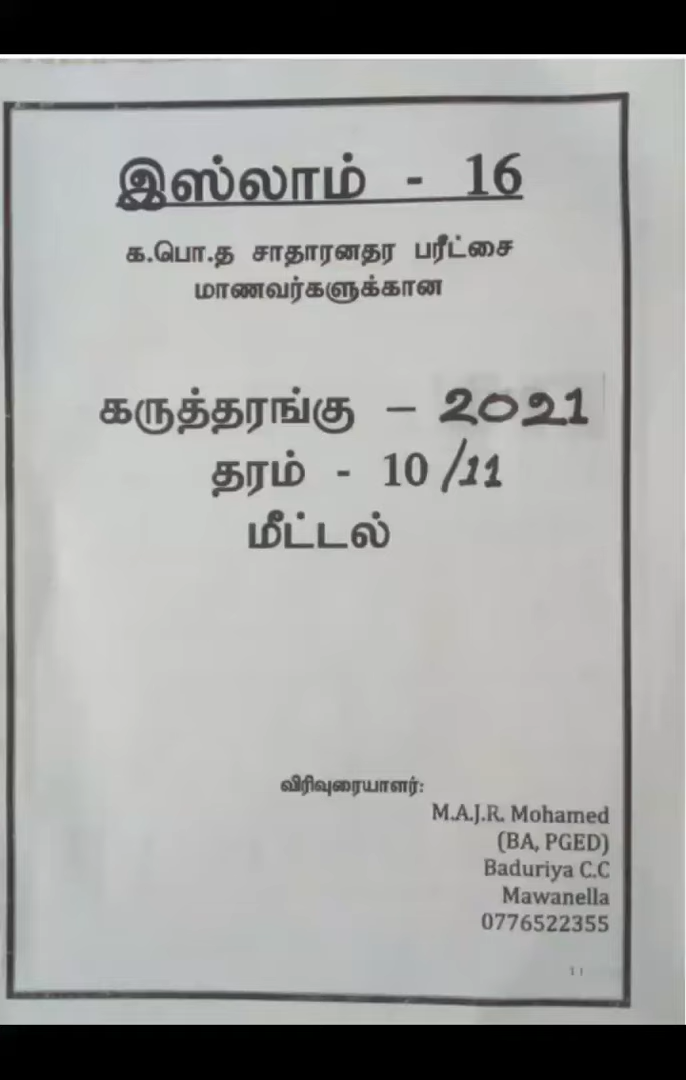 இஸ்லாம் - 16
க.பொ.த சாதாரனதர பரீட்சை
மாணவர்களுக்கான
கருத்தரங்கு – 2021
தரம் - 10/11
மீட்டல்
விரிவுரையாளர்:
M.A.J.R. Mohamed
(BA, PGED)
Baduriya C.C
Mawanella
0776522355